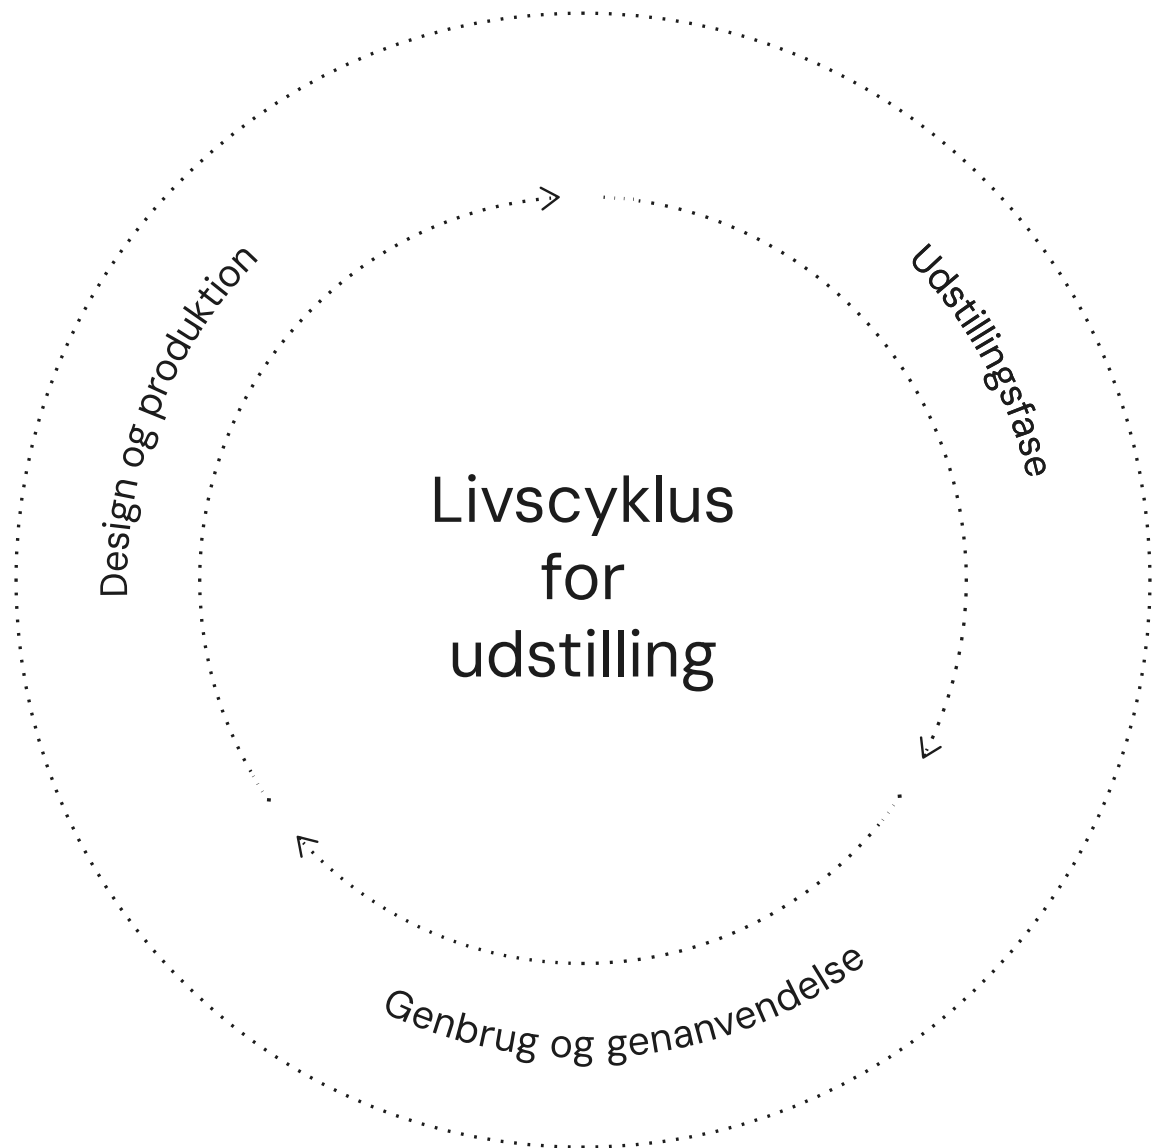 Design og produktion
Udstillingsfase
Livscyklus
for
udstilling
Genbrug og genanvendelse